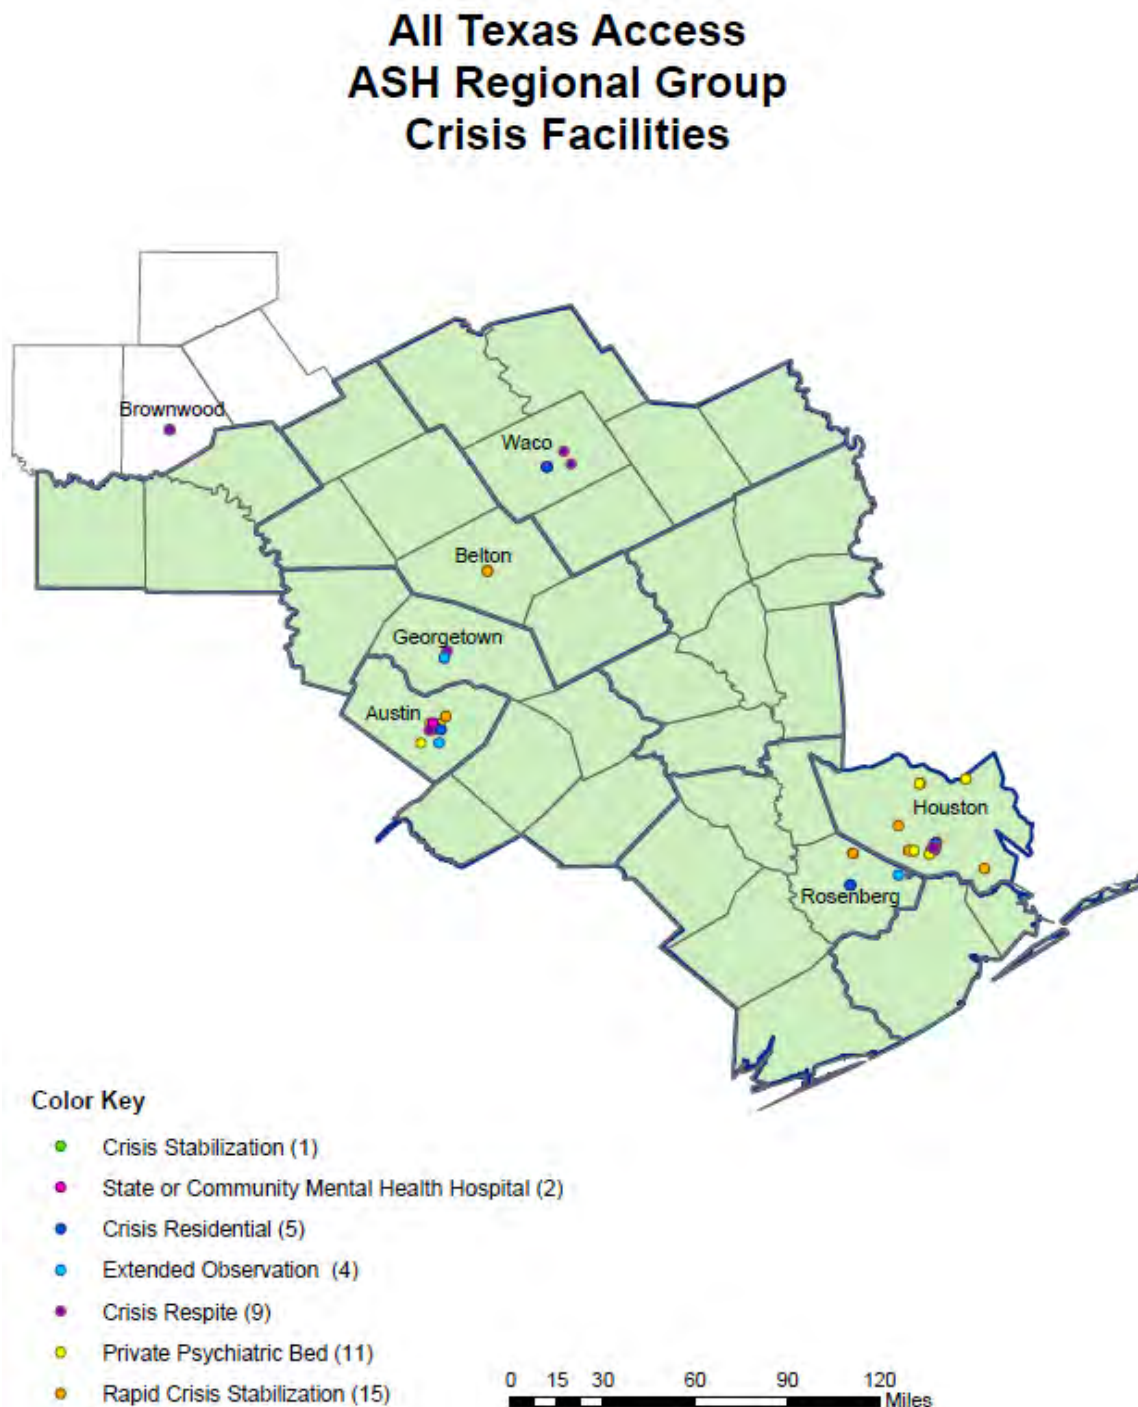 All Texas Access
ASH Regional Group
Crisis Facilities
Brownwood
Waco
Belton
Georgetown
Austin
Houston
Rosenberg
Color Key
Crisis Stabilization (1)
State or Community Mental Health Hospital (2)
Crisis Residential (5)
Extended Observation (4)
Crisis Respite (9)
Private Psychiatric Bed (11)
Rapid Crisis Stabilization (15)
0 15 30 60 90 120
Miles